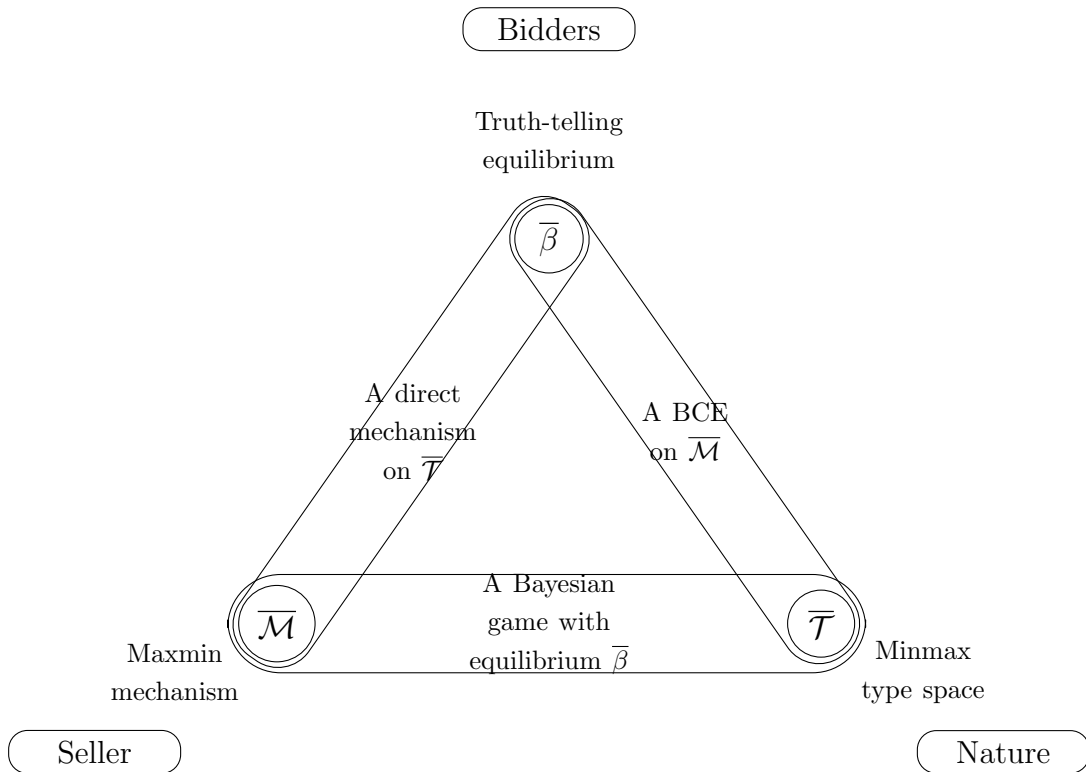 Bidders
Truth-telling
equilibrium
β̅
A direct
mechanism
on 𝒯̅
A BCE
on ℳ̅
A Bayesian
game with
equilibrium β̅
ℳ̅
𝒯̅
Maxmin
mechanism
Minmax
type space
Seller
Nature